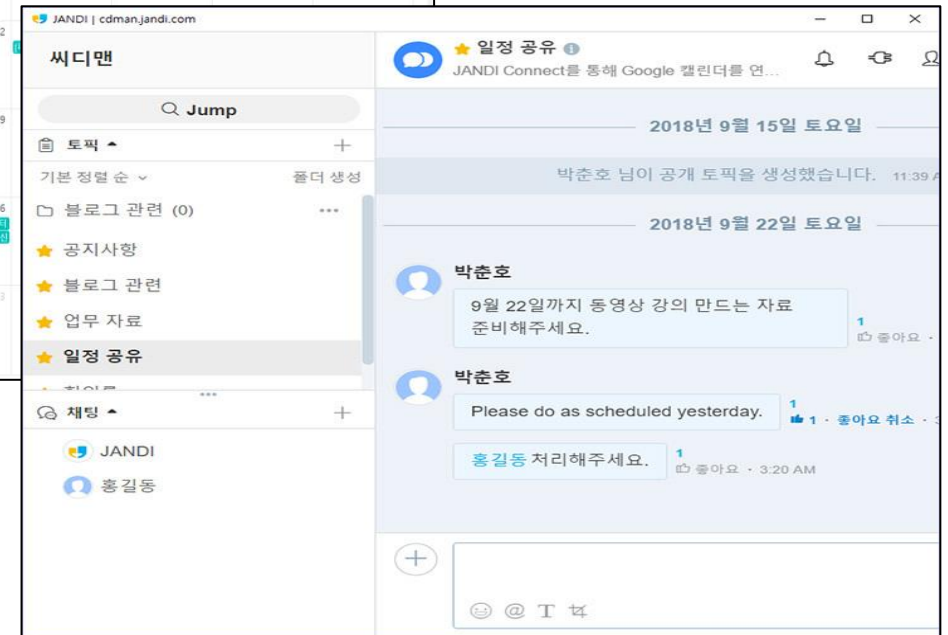 JANDI | cdman.jandi.com
씨디맨
Jump
토픽
기본 정렬 순
폴더 생성
블로그 관련 (0)
공지사항
블로그 관련
업무 자료
일정 공유
채팅
JANDI
홍길동
일정 공유
JANDI Connect를 통해 Google 캘린더를 연...
2018년 9월 15일 토요일
박춘호 님이 공개 토픽을 생성했습니다. 11:39
2018년 9월 22일 토요일
박춘호
9월 22일까지 동영상 강의 만드는 자료
준비해주세요.
1
좋아요 ·
박춘호
Please do as scheduled yesterday.
1
1 · 좋아요 취소 ·
홍길동 처리해주세요.
1
좋아요 · 3:20 AM